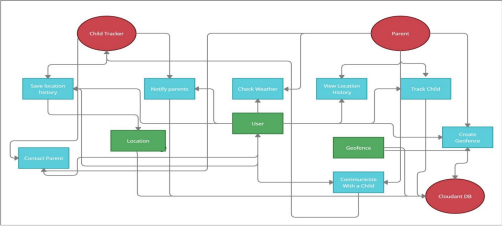 Child Tracker
Parent
Save location
history
Notify parents
Check Weather
View Location
History
Track Child
User
Location
Geofence
Create
Geofence
Contact Parent
Communicate
With a Child
Cloudant DB